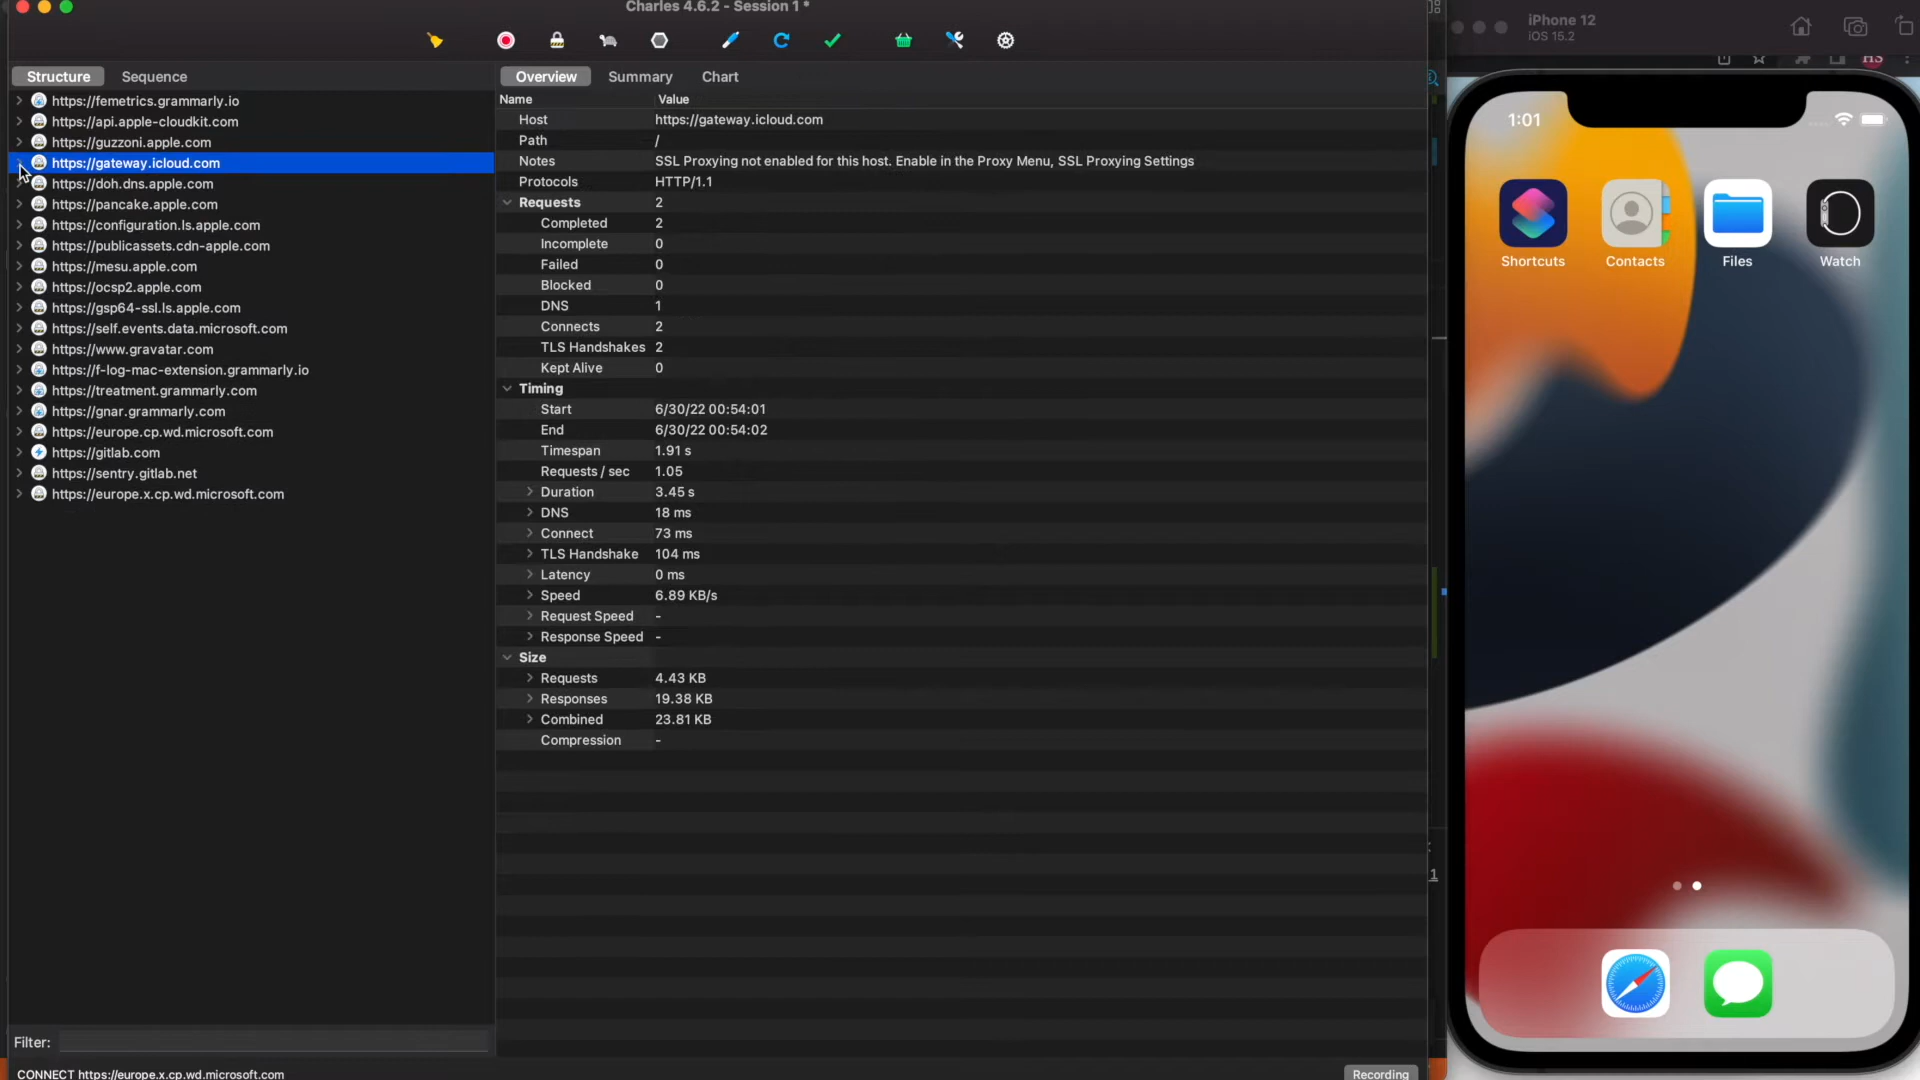 Charles 4.6.2 - Session 1 *
iPhone 12
iOS 15.2
HS
Structure
Sequence
Overview
Summary
Chart
https://femetrics.grammarly.io
https://api.apple-cloudkit.com
https://guzzoni.apple.com
https://gateway.icloud.com
https://doh.dns.apple.com
https://pancake.apple.com
https://configuration.ls.apple.com
https://publicassets.cdn-apple.com
https://mesu.apple.com
https://ocsp2.apple.com
https://gsp64-ssl.ls.apple.com
https://self.events.data.microsoft.com
https://www.gravatar.com
https://f-log-mac-extension.grammarly.io
https://treatment.grammarly.com
https://gnar.grammarly.com
https://europe.cp.wd.microsoft.com
https://gitlab.com
https://sentry.gitlab.net
https://europe.x.cp.wd.microsoft.com
Filter:
CONNECT https://europe.x.cp.wd.microsoft.com
Name Value
Host https://gateway.icloud.com
Path /
Notes SSL Proxying not enabled for this host. Enable in the Proxy Menu, SSL Proxying Settings
Protocols HTTP/1.1
Requests 2
Completed 2
Incomplete 0
Failed 0
Blocked 0
DNS 1
Connects 2
TLS Handshakes 2
Kept Alive 0
Timing
Start 6/30/22 00:54:01
End 6/30/22 00:54:02
Timespan 1.91 s
Requests / sec 1.05
Duration 3.45 s
DNS 18 ms
Connect 73 ms
TLS Handshake 104 ms
Latency 0 ms
Speed 6.89 KB/s
Request Speed -
Response Speed -
Size
Requests 4.43 KB
Responses 19.38 KB
Combined 23.81 KB
Compression -
Recording
1
1:01
Shortcuts
Contacts
Files
Watch